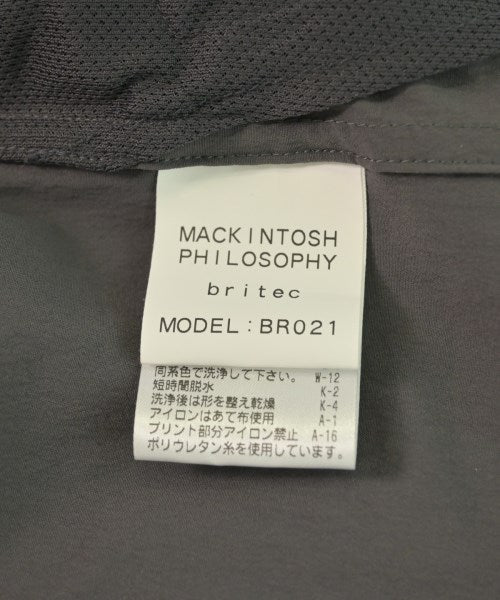 MACKINTOSH
PHILOSOPHY
britec
MODEL : BR021
同系色で洗浄して下さい。 W-12
短時間脱水 K-2
洗浄後は形を整え乾燥 K-4
アイロンはあて布使用 A-1
プリント部分アイロン禁止 A-16
ポリウレタン糸を使用しています。